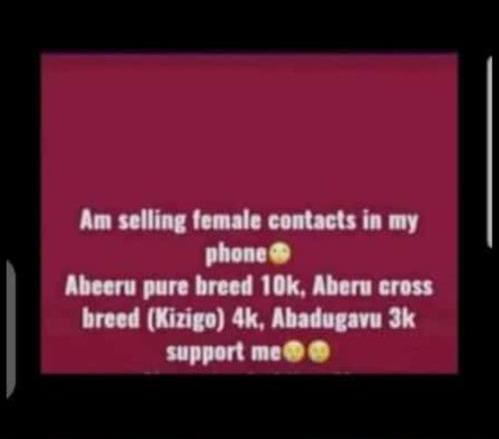 Am selling female contacts in my
phone😶
Abeeru pure breed 10k, Aberu cross
breed (Kizigo) 4k, Abadugavu 3k
support me😢😢